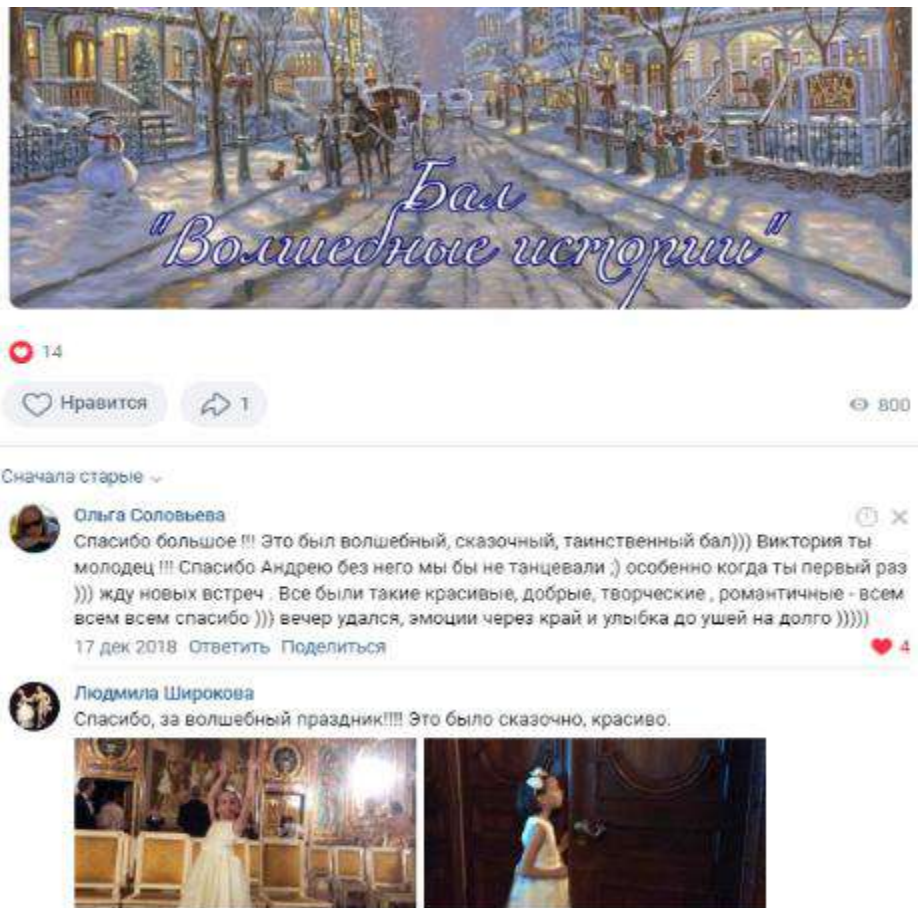 Бал
"Волшебные истории"
14
Нравится
1
800
Сначала старые
Ольга Соловьева
Спасибо большое !!! Это был волшебный, сказочный, таинственный бал))) Виктория ты
молодец !!! Спасибо Андрею без него мы бы не танцевали ;) особенно когда ты первый раз
))) жду новых встреч . Все были такие красивые, добрые, творческие , романтичные - всем
всем всем спасибо ))) вечер удался, эмоции через край и улыбка до ушей на долго )))))
17 дек 2018 Ответить Поделиться
4
Людмила Широкова
Спасибо, за волшебный праздник!!!! Это было сказочно, красиво.